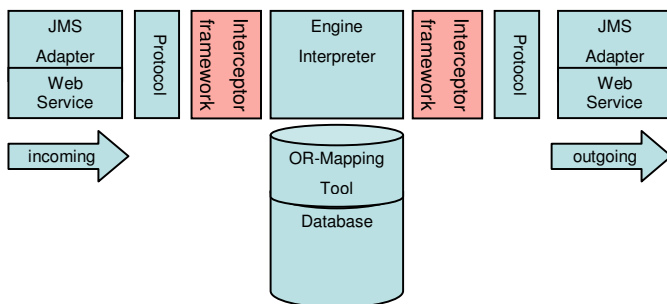 JMS
Adapter
Web
Service
Protocol
Interceptor
framework
Engine
Interpreter
Interceptor
framework
Protocol
JMS
Adapter
Web
Service
incoming
outgoing
OR-Mapping
Tool
Database